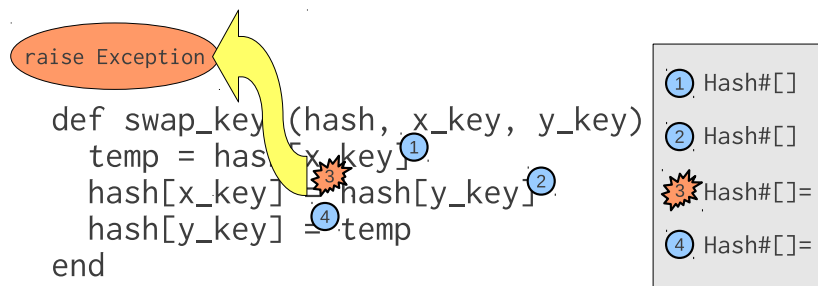 raise Exception
def swap_key (hash, x_key, y_key)
1
temp = hash[x_key]
3
2
hash[x_key] = hash[y_key]
4
hash[y_key] = temp
end
1 Hash#[]
2 Hash#[]
3 Hash#[]=
4 Hash#[]=